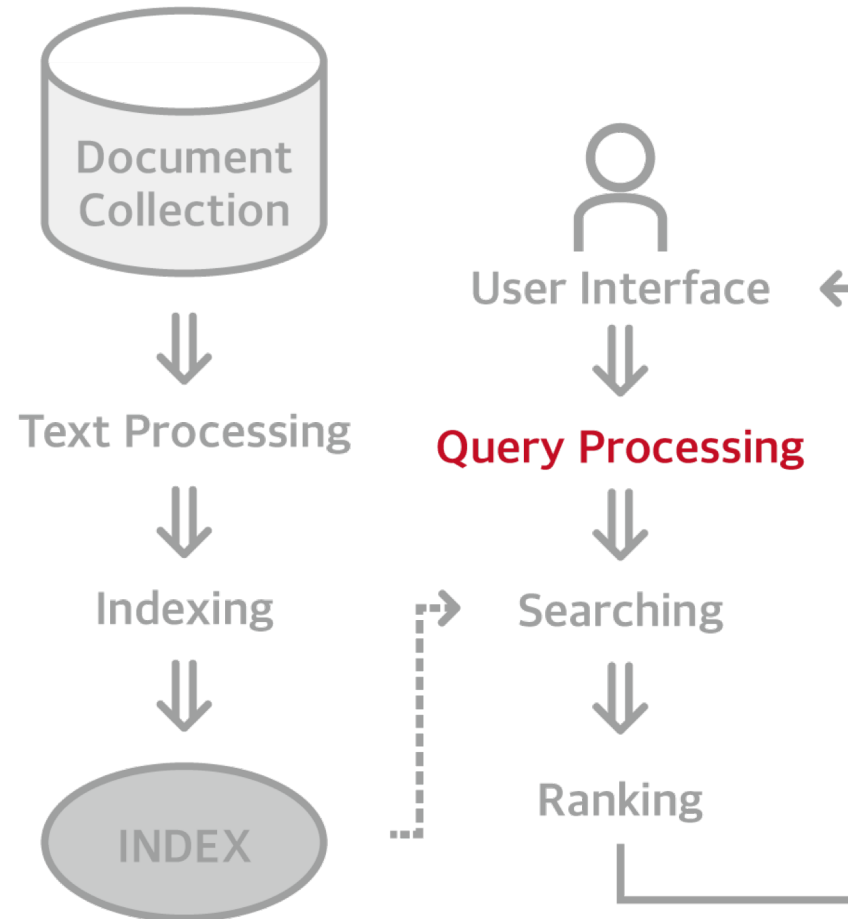 Document
Collection
User Interface
Text Processing
Query Processing
Indexing
Searching
Ranking
INDEX